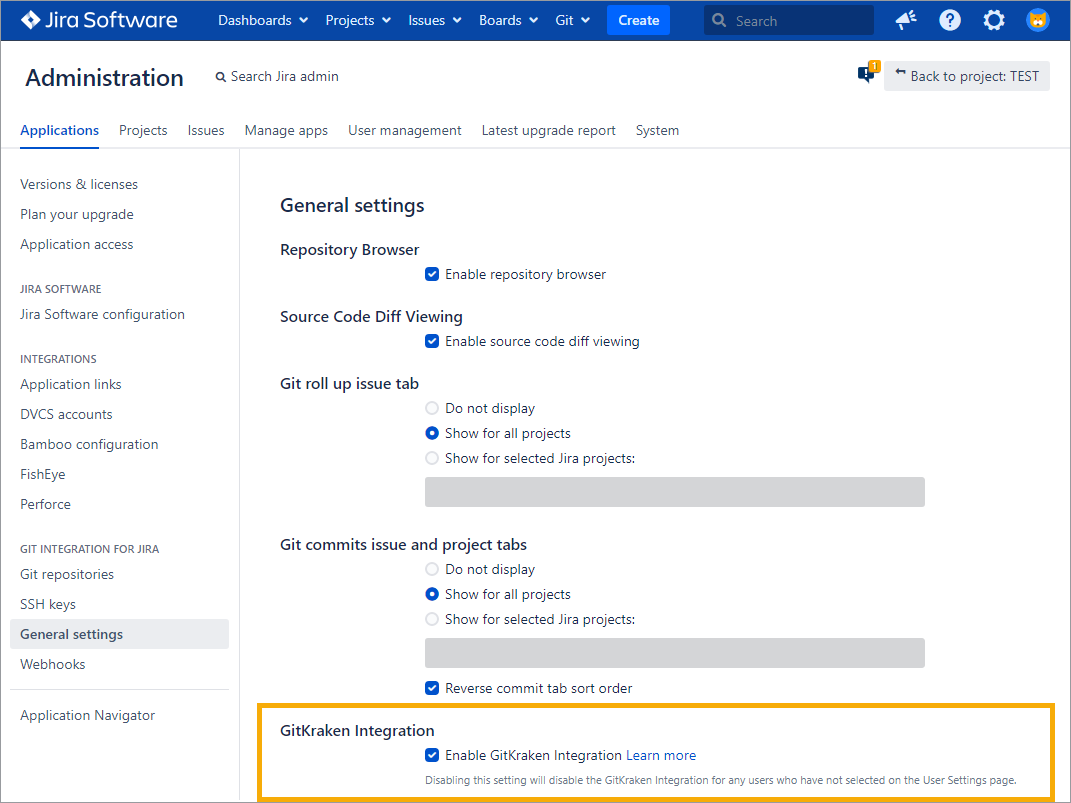 Jira Software Dashboards Projects Issues Boards Git Create Search
Administration Search Jira admin 1 Back to project: TEST
Applications Projects Issues Manage apps User management Latest upgrade report System
Versions & licenses
Plan your upgrade
Application access
JIRA SOFTWARE
Jira Software configuration
INTEGRATIONS
Application links
DVCS accounts
Bamboo configuration
FishEye
Perforce
GIT INTEGRATION FOR JIRA
Git repositories
SSH keys
General settings
Webhooks
Application Navigator
General settings
Repository Browser
Enable repository browser
Source Code Diff Viewing
Enable source code diff viewing
Git roll up issue tab
Do not display
Show for all projects
Show for selected Jira projects:
Git commits issue and project tabs
Do not display
Show for all projects
Show for selected Jira projects:
Reverse commit tab sort order
GitKraken Integration
Enable GitKraken Integration Learn more
Disabling this setting will disable the GitKraken Integration for any users who have not selected on the User Settings page.